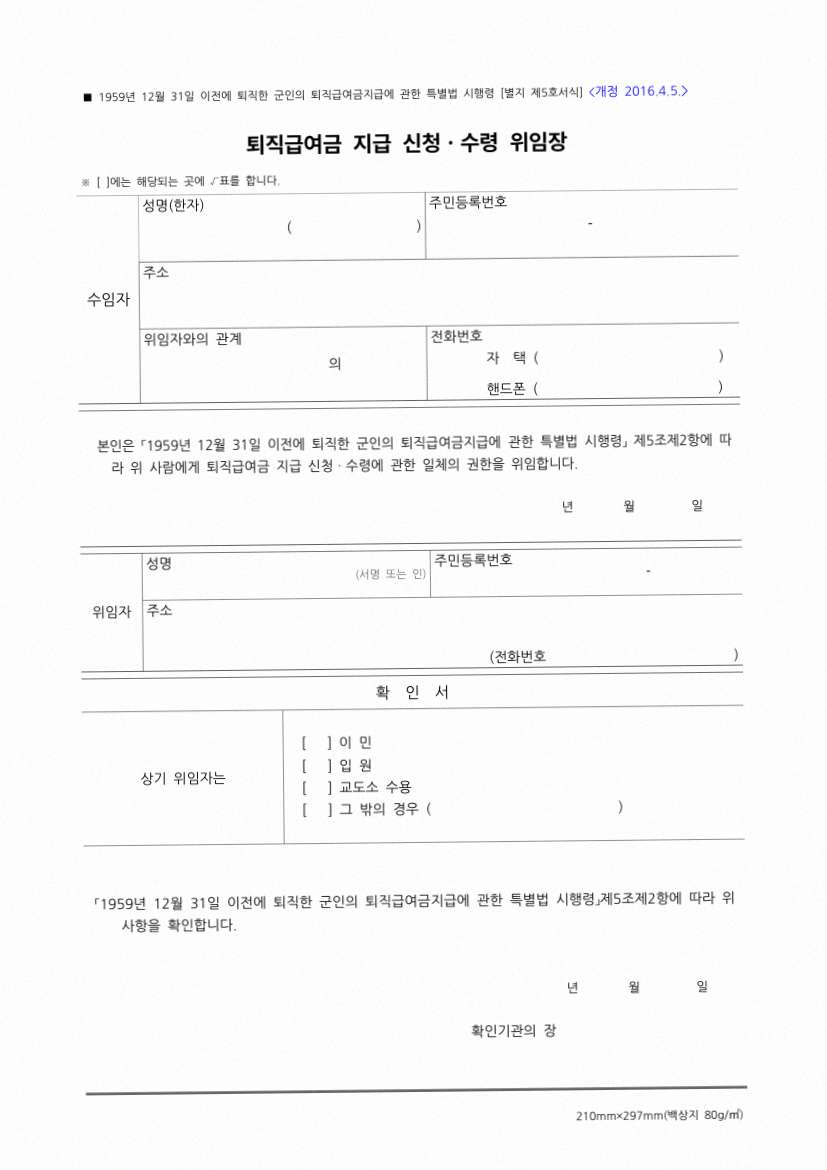 ■ 1959년 12월 31일 이전에 퇴직한 군인의 퇴직급여금지급에 관한 특별법 시행령 [별지 제5호서식] <개정 2016.4.5.>
퇴직급여금 지급 신청ㆍ수령 위임장
※ [ ]에는 해당되는 곳에 √표를 합니다.
수임자
성명(한자)
( )
주민등록번호
-
주소
위임자와의 관계
의
전화번호
자 택 ( )
핸드폰 ( )
본인은 「1959년 12월 31일 이전에 퇴직한 군인의 퇴직급여금지급에 관한 특별법 시행령」 제5조제2항에 따
라 위 사람에게 퇴직급여금 지급 신청ㆍ수령에 관한 일체의 권한을 위임합니다.
년 월 일
위임자
성명
(서명 또는 인)
주민등록번호
-
주소
(전화번호 )
확 인 서
상기 위임자는
[ ] 이 민
[ ] 입 원
[ ] 교도소 수용
[ ] 그 밖의 경우 ( )
「1959년 12월 31일 이전에 퇴직한 군인의 퇴직급여금지급에 관한 특별법 시행령」제5조제2항에 따라 위
사항을 확인합니다.
년 월 일
확인기관의 장
210mm×297mm(백상지 80g/㎡)